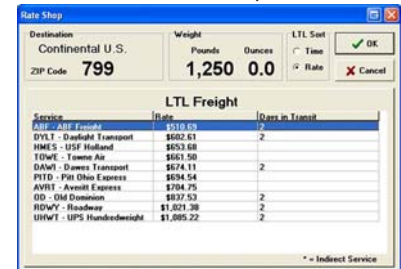 Rate Shop
Destination Weight LTL Sort
Continental U.S. Pounds Ounces Time OK
ZIP Code 799 1,250 0.0 Rate Cancel
LTL Freight
Service Rate Days in Transit
ABF - ABF Freight $510.69 2
DYLT - Daylight Transport $602.61 2
HMES - USF Holland $653.68
TOWE - Towne Air $661.50
DAWI - Dawes Transport $674.11 2
PITD - Pitt Ohio Express $694.54
AVRT - Averitt Express $704.75
OD - Old Dominion $837.53 2
RDWY - Roadway $1,021.38 2
UHWT - UPS Hundredweight $1,085.22 2
* = Indirect Service